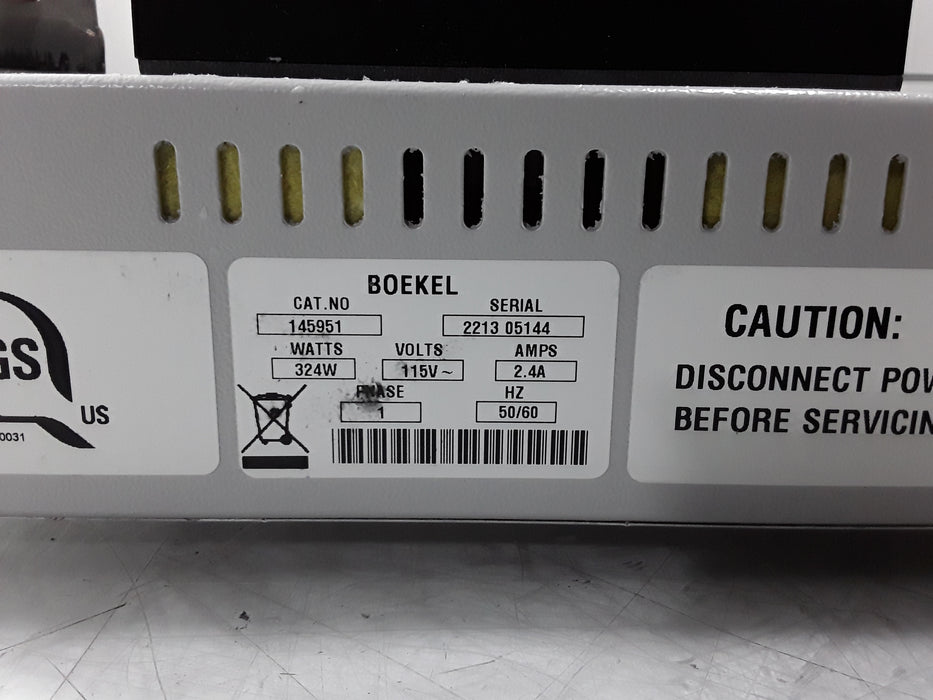 GS
US
0031
BOEKEL
CAT.NO SERIAL
145951 2213 05144
WATTS VOLTS AMPS
324W 115V~ 2.4A
PHASE HZ
1 50/60
CAUTION:
DISCONNECT POW
BEFORE SERVICIN